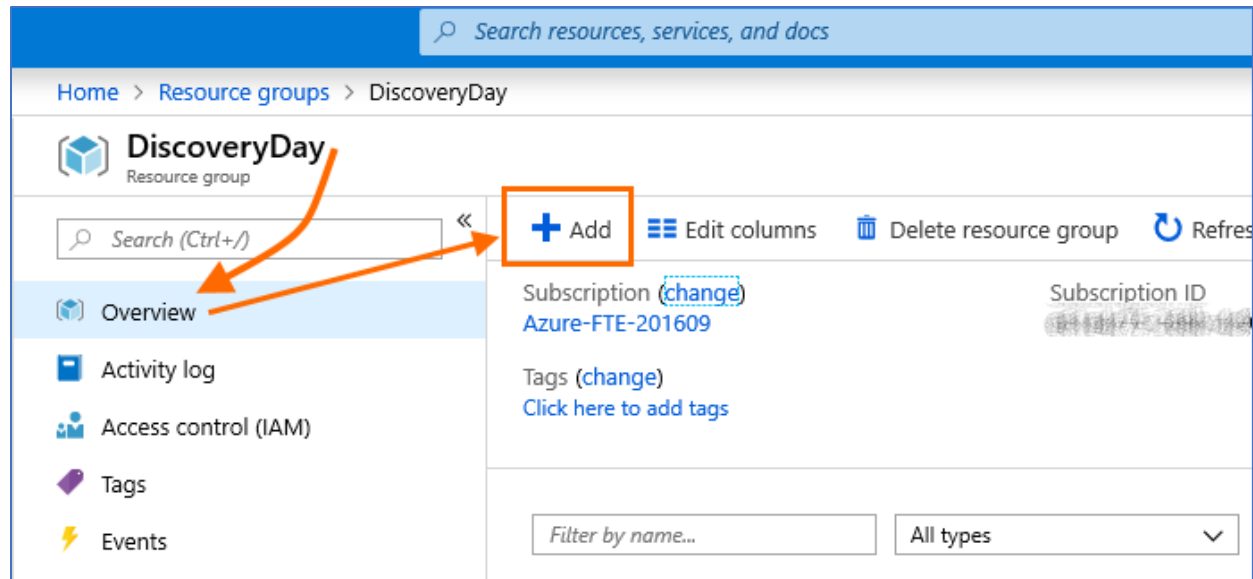 Search resources, services, and docs
Home > Resource groups > DiscoveryDay
DiscoveryDay
Resource group
Search (Ctrl+/)
«
Overview
Activity log
Access control (IAM)
Tags
Events
Add
Edit columns
Delete resource group
Refres
Subscription (change)
Azure-FTE-201609
Subscription ID
Tags (change)
Click here to add tags
Filter by name...
All types